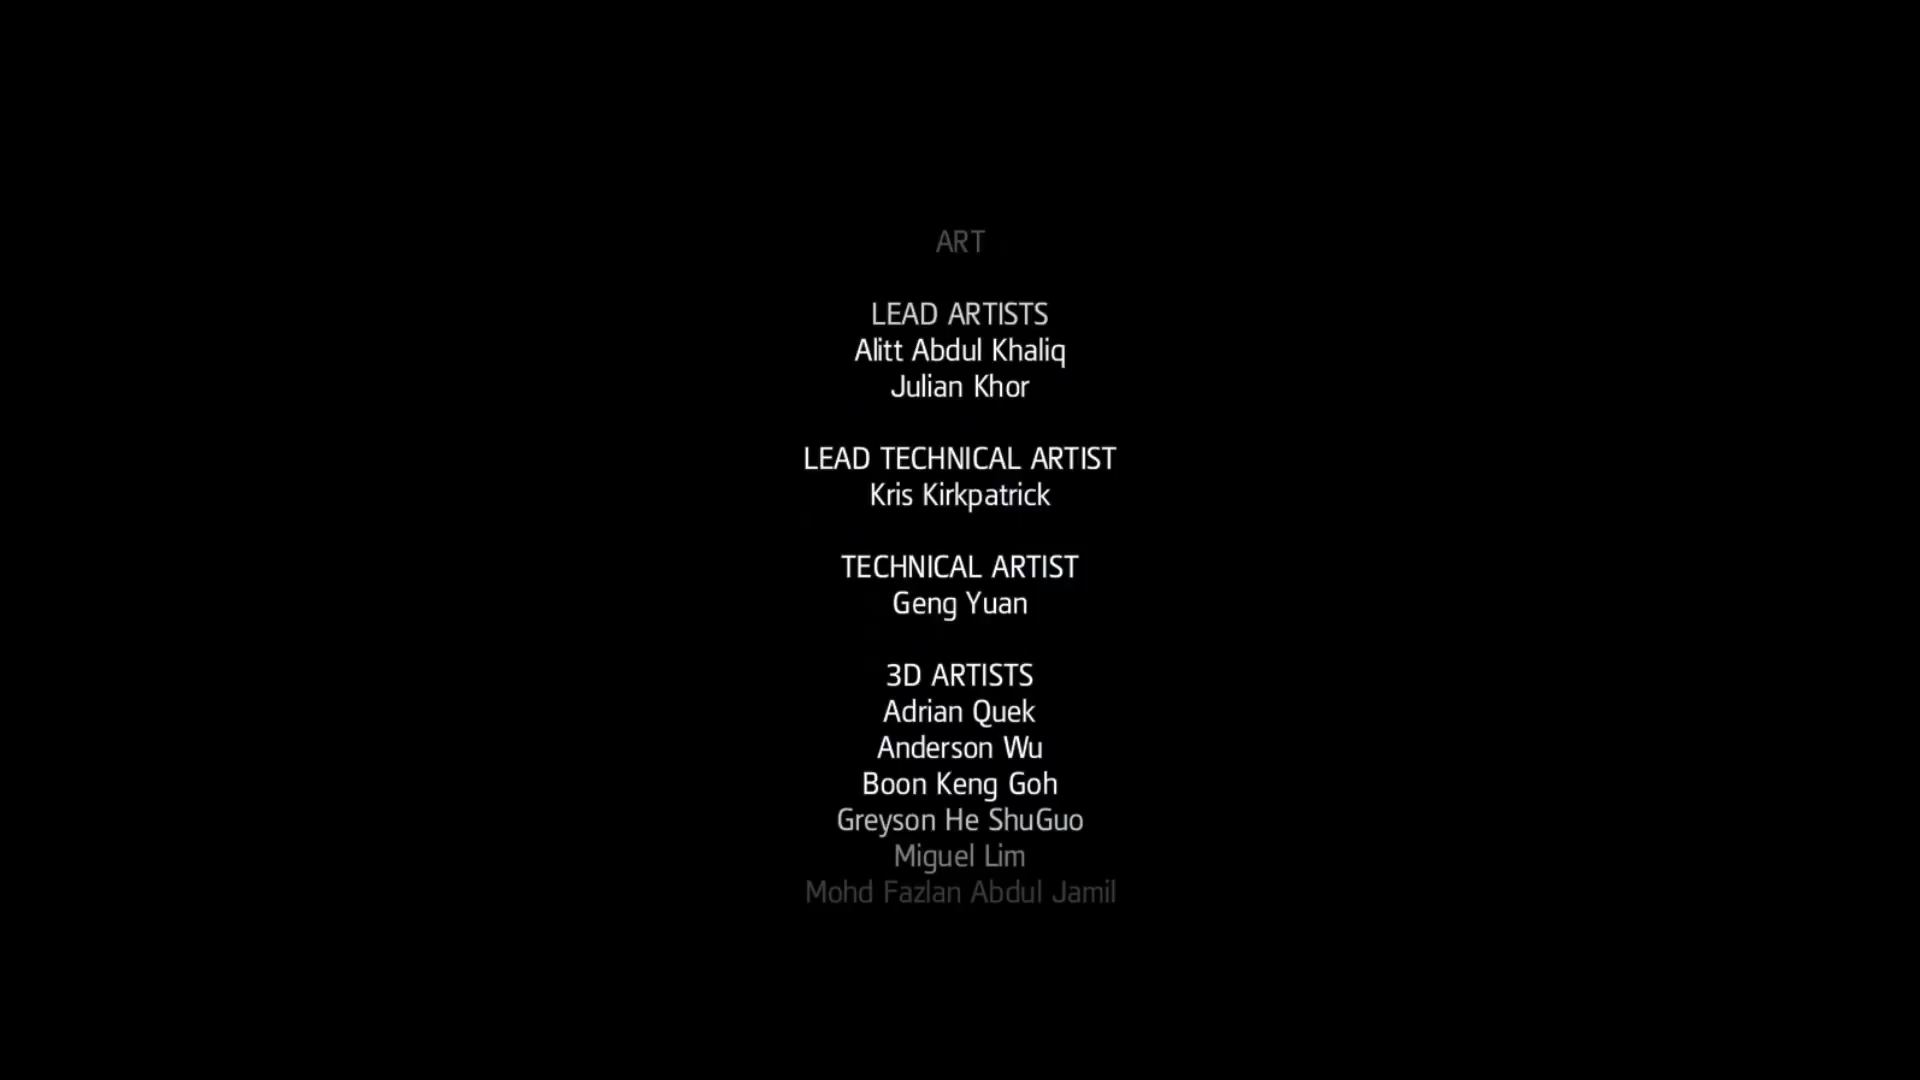 ART
LEAD ARTISTS
Alitt Abdul Khaliq
Julian Khor
LEAD TECHNICAL ARTIST
Kris Kirkpatrick
TECHNICAL ARTIST
Geng Yuan
3D ARTISTS
Adrian Quek
Anderson Wu
Boon Keng Goh
Greyson He ShuGuo
Miguel Lim
Mohd Fazlan Abdul Jamil